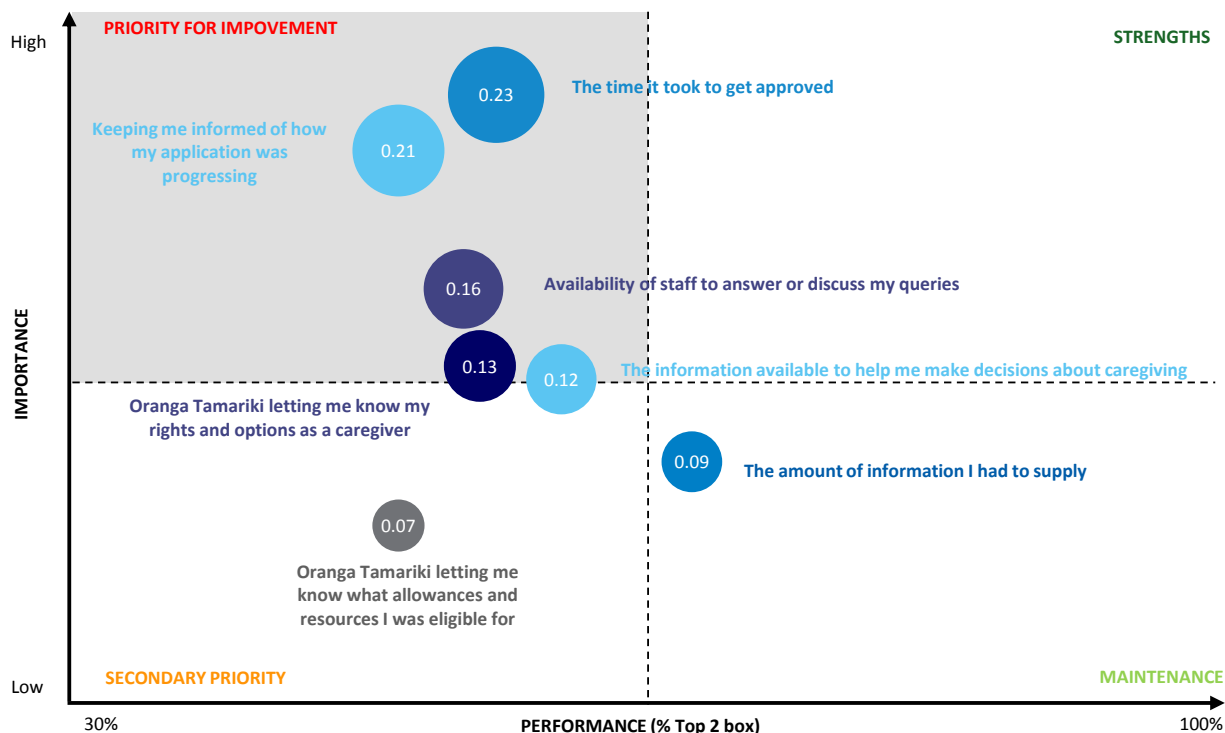 PRIORITY FOR IMPOVEMENT
High
STRENGTHS
0.23
The time it took to get approved
Keeping me informed of how
my application was
progressing
0.21
0.16
Availability of staff to answer or discuss my queries
IMPORTANCE
0.13
0.12
The information available to help me make decisions about caregiving
Oranga Tamariki letting me know my
rights and options as a caregiver
0.09
The amount of information I had to supply
0.07
Oranga Tamariki letting me
know what allowances and
resources I was eligible for
SECONDARY PRIORITY
MAINTENANCE
Low
30%
PERFORMANCE (% Top 2 box)
100%